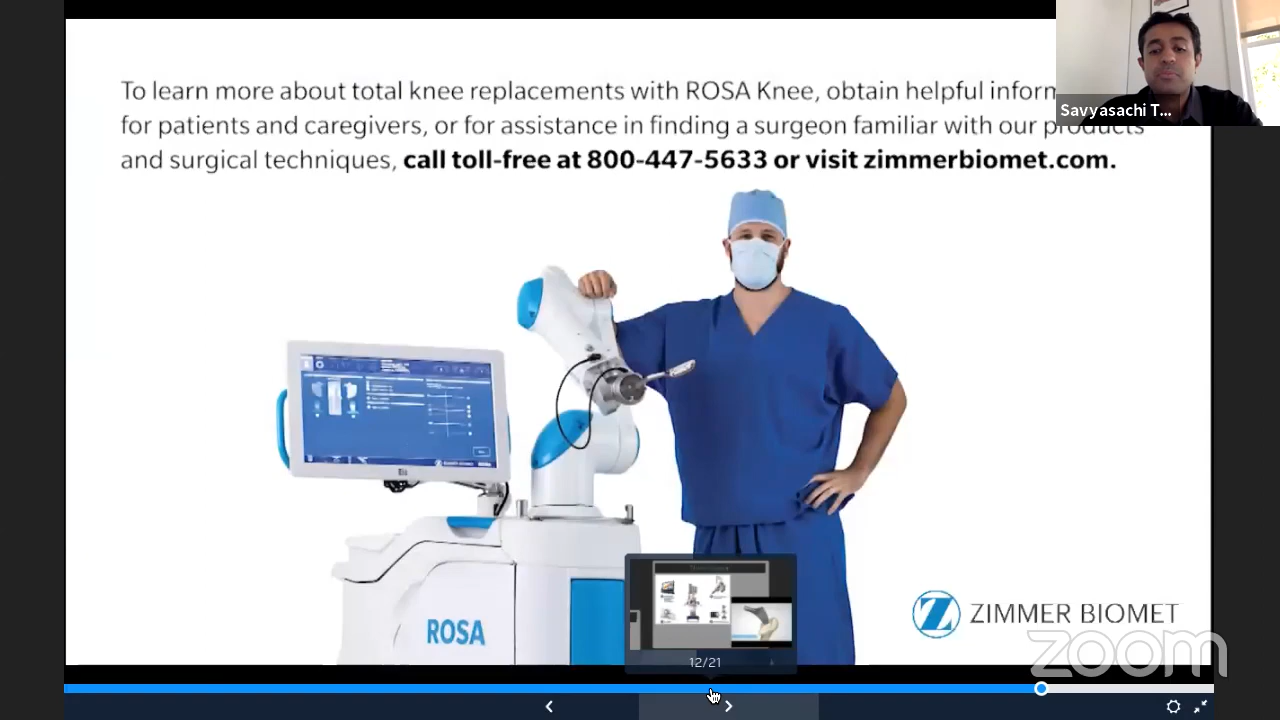 To learn more about total knee replacements with ROSA Knee, obtain helpful inform
for patients and caregivers, or for assistance in finding a surgeon familiar with our products
and surgical techniques, call toll-free at 800-447-5633 or visit zimmerbiomet.com.
Savyasachi T...
ROSA
ZIMMER BIOMET
zoom
12/21